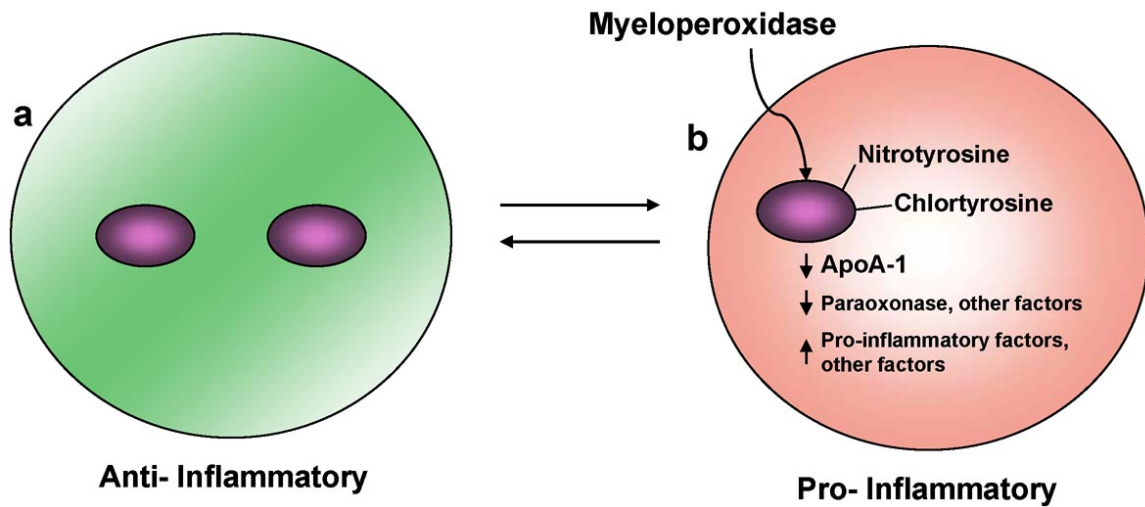 Myeloperoxidase
a
b
Nitrotyrosine
Chlortyrosine
↓ ApoA-1
↓ Paraoxonase, other factors
↑ Pro-inflammatory factors,
other factors
Anti- Inflammatory
Pro- Inflammatory